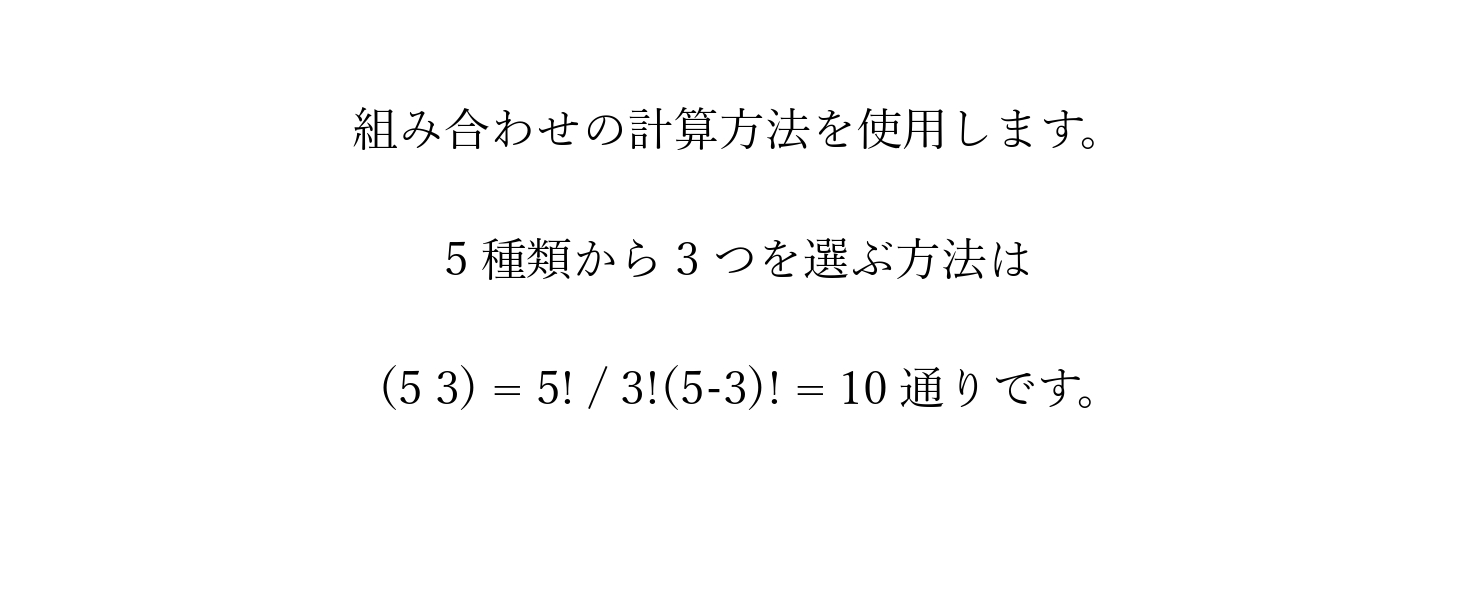 組み合わせの計算方法を使用します。
5 種類から 3 つを選ぶ方法は
(5 3) = 5! / 3!(5-3)! = 10 通りです。